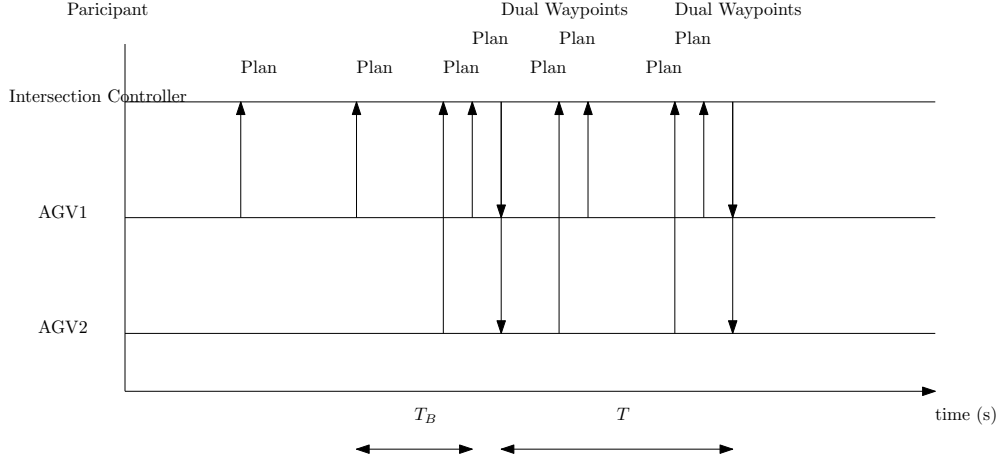 Paricipant
Dual Waypoints
Dual Waypoints
Plan
Plan
Plan
Plan
Plan
Plan
Plan
Plan
Intersection Controller
AGV1
AGV2
T_B
T
time (s)